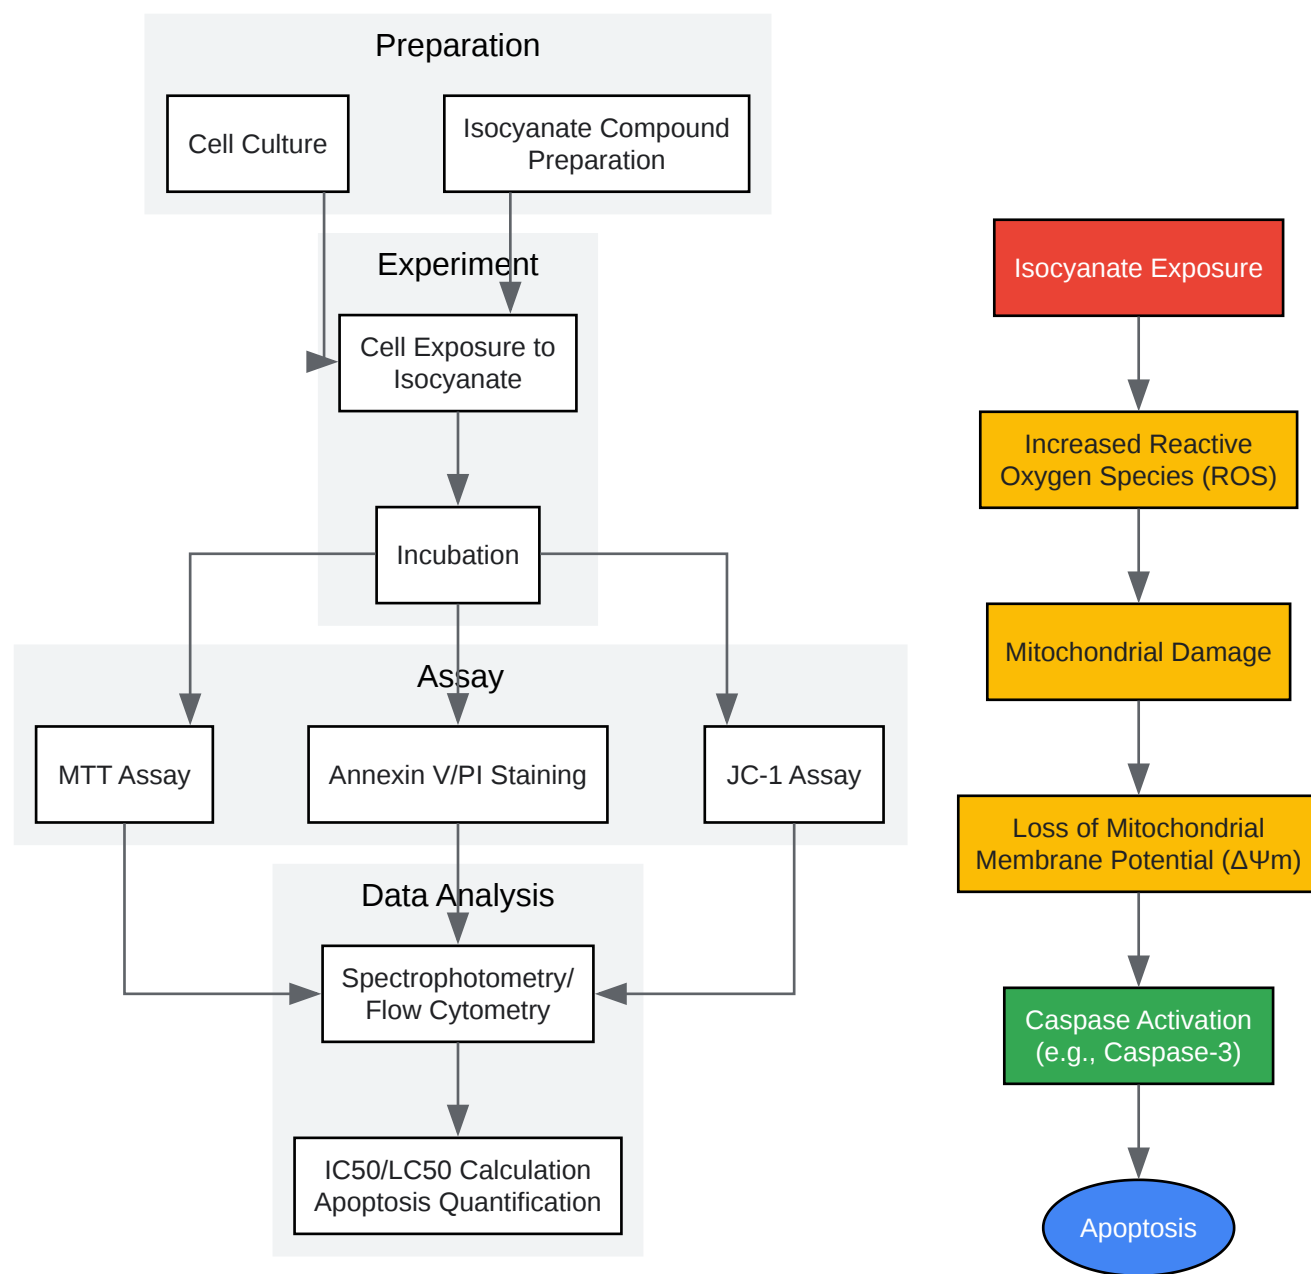 Preparation
Cell Culture
Isocyanate Compound
Preparation
Experiment
Cell Exposure to
Isocyanate
Incubation
Assay
MTT Assay
Annexin V/PI Staining
JC-1 Assay
Data Analysis
Spectrophotometry/
Flow Cytometry
IC50/LC50 Calculation
Apoptosis Quantification
Isocyanate Exposure
Increased Reactive
Oxygen Species (ROS)
Mitochondrial Damage
Loss of Mitochondrial
Membrane Potential (ΔΨm)
Caspase Activation
(e.g., Caspase-3)
Apoptosis